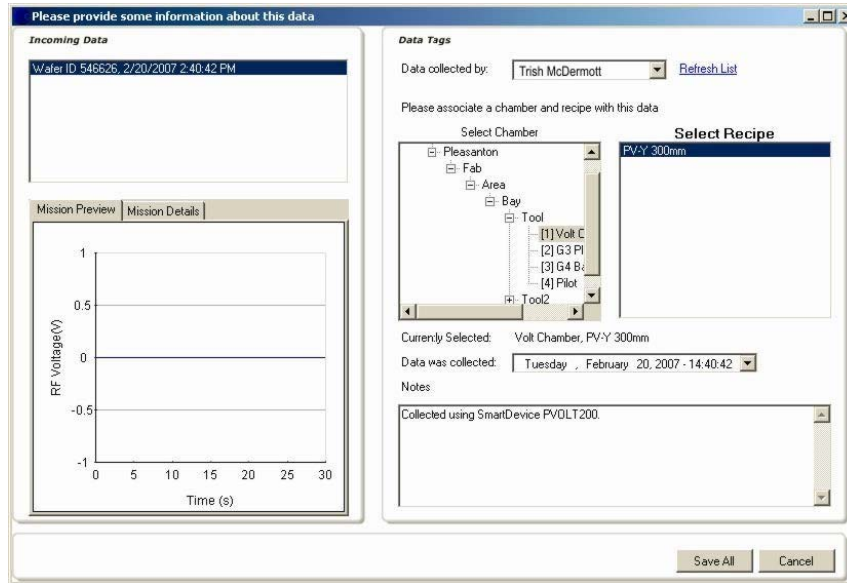 Please provide some information about this data
Incoming Data
Wafer ID 546626, 2/20/2007 2:40:42 PM
Mission Preview
Mission Details
1
0.5
0
-0.5
-1
RF Voltage(V)
0 5 10 15 20 25 30
Time (s)
Data Tags
Data collected by: Trish McDermott Refresh List
Please associate a chamber and recipe with this data
Select Chamber
Pleasanton
Fab
Area
Bay
Tool
[1] Volt C
[2] G3 Pl
[3] G4 Ba
[4] Pilot
Tool2
Select Recipe
PV-Y 300mm
Currently Selected: Volt Chamber, PV-Y 300mm
Data was collected: Tuesday , February 20, 2007 - 14:40:42
Notes
Collected using SmartDevice PVOLT200.
Save All Cancel